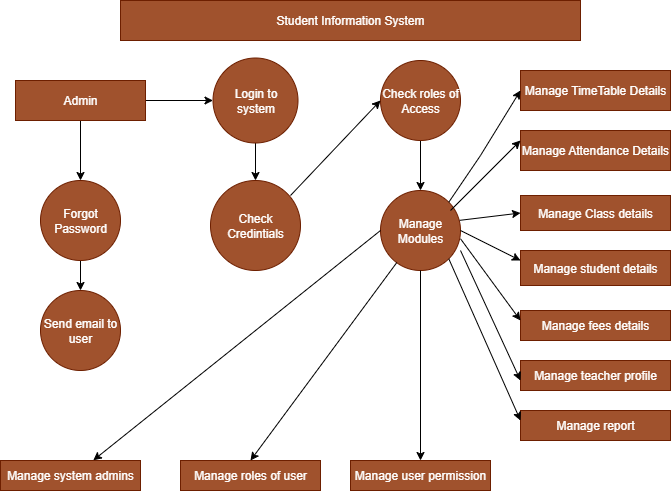 Student Information System
Admin
Login to
system
Check roles of
Access
Manage TimeTable Details
Manage Attendance Details
Forgot
Password
Check
Credintials
Manage
Modules
Manage Class details
Manage student details
Send email to
user
Manage fees details
Manage teacher profile
Manage report
Manage system admins
Manage roles of user
Manage user permission